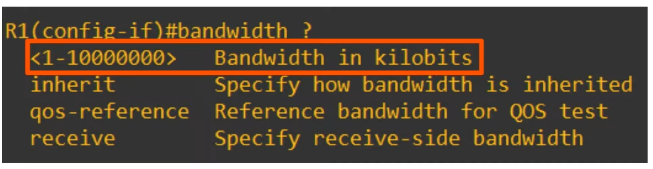 R1(config-if)#bandwidth ?
<1-10000000> Bandwidth in kilobits
inherit Specify how bandwidth is inherited
qos-reference Reference bandwidth for QOS test
receive Specify receive-side bandwidth